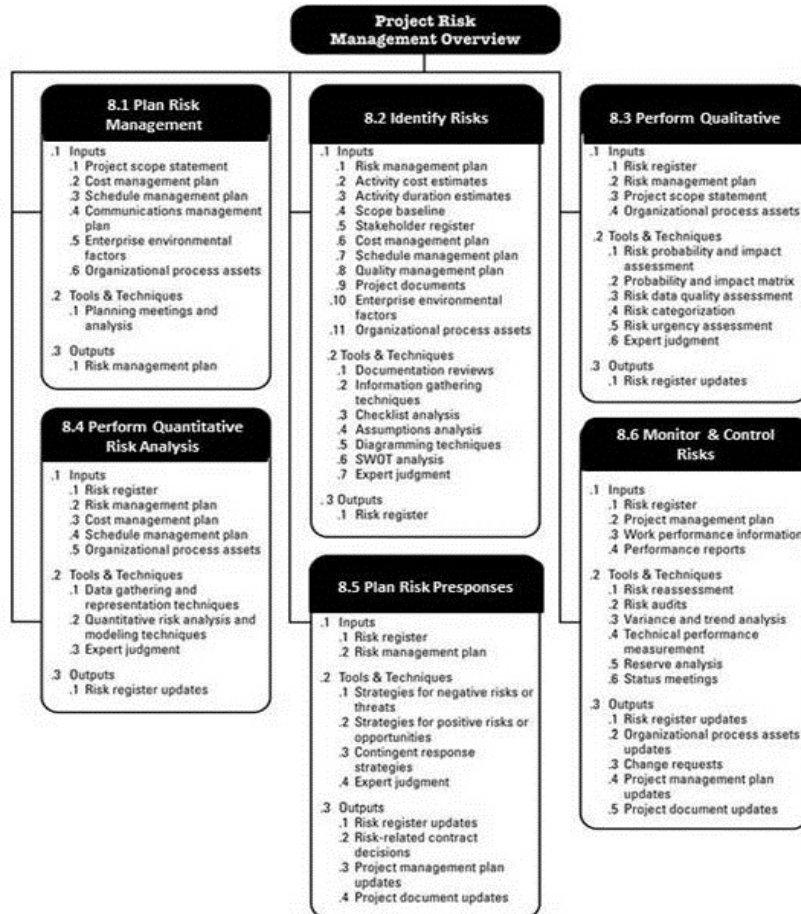 Project Risk
Management Overview
8.1 Plan Risk
Management
.1 Inputs
.1 Project scope statement
.2 Cost management plan
.3 Schedule management plan
.4 Communications management
plan
.5 Enterprise environmental
factors
.6 Organizational process assets
.2 Tools & Techniques
.1 Planning meetings and
analysis
.3 Outputs
.1 Risk management plan
8.2 Identify Risks
.1 Inputs
.1 Risk management plan
.2 Activity cost estimates
.3 Activity duration estimates
.4 Scope baseline
.5 Stakeholder register
.6 Cost management plan
.7 Schedule management plan
.8 Quality management plan
.9 Project documents
.10 Enterprise environmental
factors
.11 Organizational process assets
.2 Tools & Techniques
.1 Documentation reviews
.2 Information gathering
techniques
.3 Checklist analysis
.4 Assumptions analysis
.5 Diagramming techniques
.6 SWOT analysis
.7 Expert judgment
.3 Outputs
.1 Risk register
8.3 Perform Qualitative
.1 Inputs
.1 Risk register
.2 Risk management plan
.3 Project scope statement
.4 Organizational process assets
.2 Tools & Techniques
.1 Risk probability and impact
assessment
.2 Probability and impact matrix
.3 Risk data quality assessment
.4 Risk categorization
.5 Risk urgency assessment
.6 Expert judgment
.3 Outputs
.1 Risk register updates
8.4 Perform Quantitative
Risk Analysis
.1 Inputs
.1 Risk register
.2 Risk management plan
.3 Cost management plan
.4 Schedule management plan
.5 Organizational process assets
.2 Tools & Techniques
.1 Data gathering and
representation techniques
.2 Quantitative risk analysis and
modeling techniques
.3 Expert judgment
.3 Outputs
.1 Risk register updates
8.5 Plan Risk Presponses
.1 Inputs
.1 Risk register
.2 Risk management plan
.2 Tools & Techniques
.1 Strategies for negative risks or
threats
.2 Strategies for positive risks or
opportunities
.3 Contingent response
strategies
.4 Expert judgment
.3 Outputs
.1 Risk register updates
.2 Risk-related contract
decisions
.3 Project management plan
updates
.4 Project document updates
8.6 Monitor & Control
Risks
.1 Inputs
.1 Risk register
.2 Project management plan
.3 Work performance information
.4 Performance reports
.2 Tools & Techniques
.1 Risk reassessment
.2 Risk audits
.3 Variance and trend analysis
.4 Technical performance
measurement
.5 Reserve analysis
.6 Status meetings
.3 Outputs
.1 Risk register updates
.2 Organizational process assets
updates
.3 Change requests
.4 Project management plan
updates
.5 Project document updates